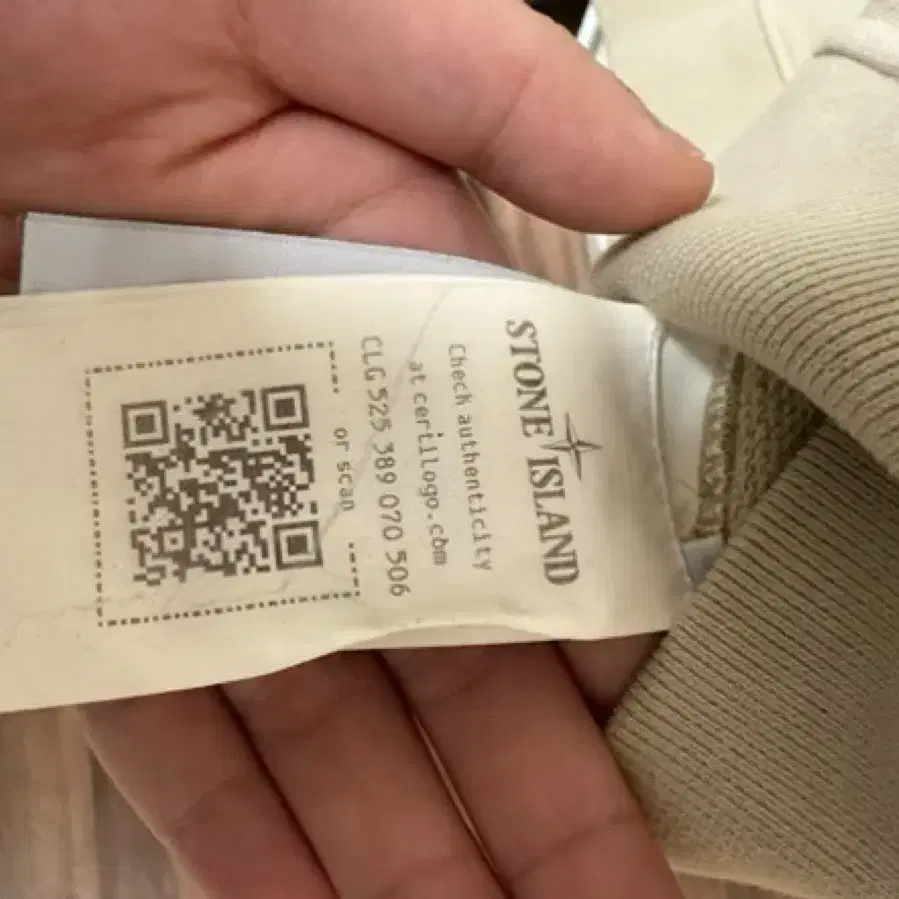 STONE ISLAND
Check authenticity
at certilogo.com
CLG 525 389 070 506
or scan